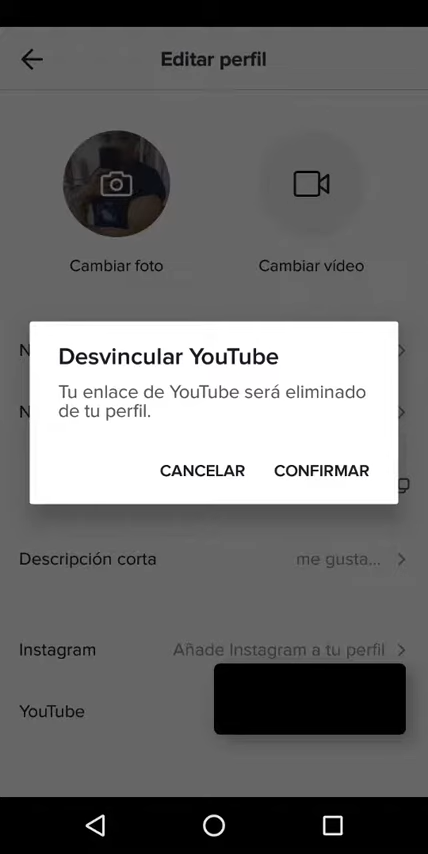 Editar perfil
Cambiar foto
Cambiar vídeo
N
Desvincular YouTube
Tu enlace de YouTube será eliminado
de tu perfil.
N
CANCELAR
CONFIRMAR
Descripción corta
me gusta...
Instagram
Añade Instagram a tu perfil
YouTube